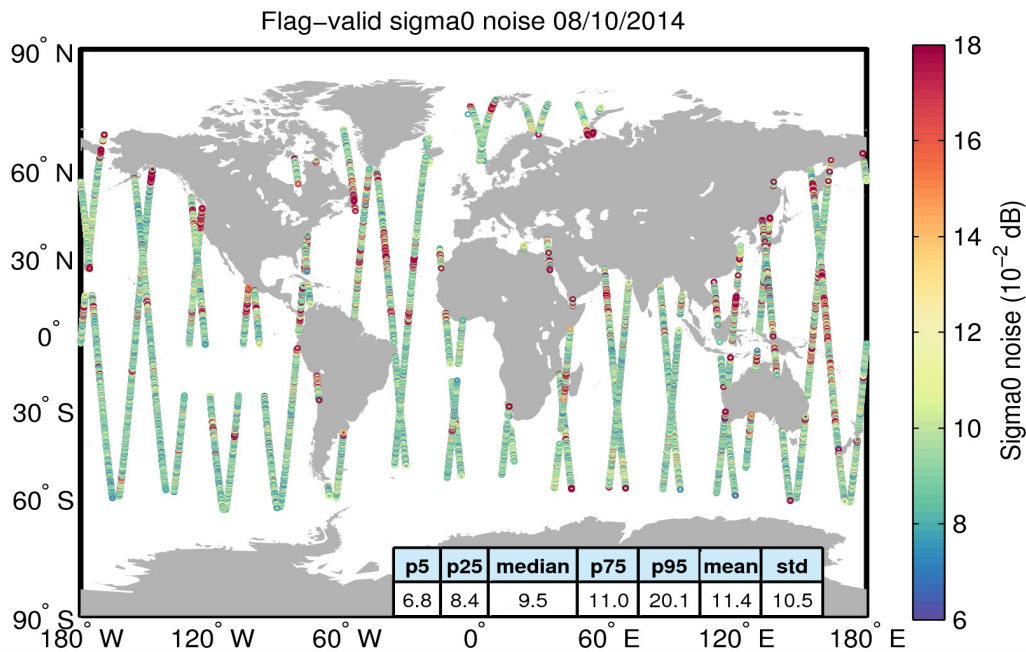 Flag−valid sigma0 noise 08/10/2014
90° N
60° N
30° N
0°
30° S
60° S
90° S
180° W
120° W
60° W
0°
60° E
120° E
180° E
p5 p25 median p75 p95 mean std
6.8 8.4 9.5 11.0 20.1 11.4 10.5
18
16
14
12
10
8
6
Sigma0 noise (10⁻² dB)